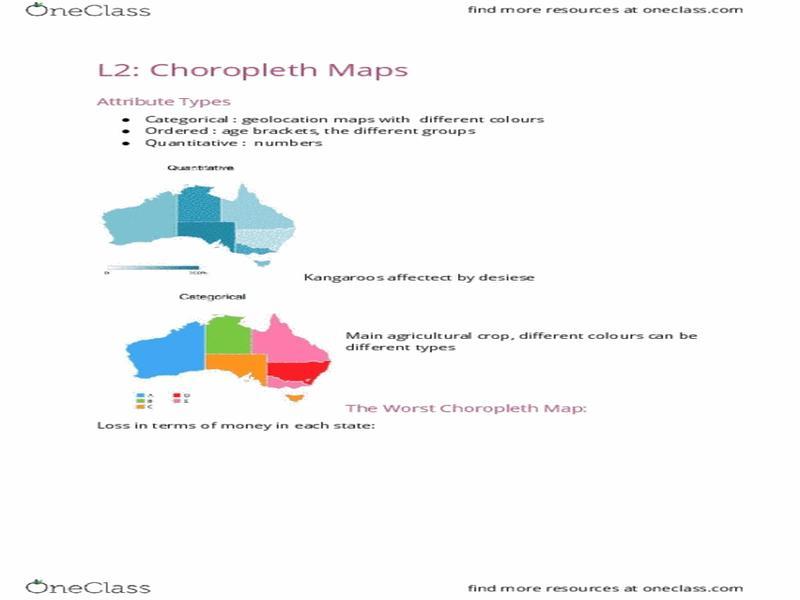 OneClass
find more resources at oneclass.com
L2: Choropleth Maps
Attribute Types
● Categorical : geolocation maps with different colours
● Ordered : age brackets, the different groups
● Quantitative : numbers
Quantitative
0
Kangaroos affectect by desiese
Categorical
Main agricultural crop, different colours can be
different types
A D
B E
C
The Worst Choropleth Map:
Loss in terms of money in each state:
OneClass
find more resources at oneclass.com